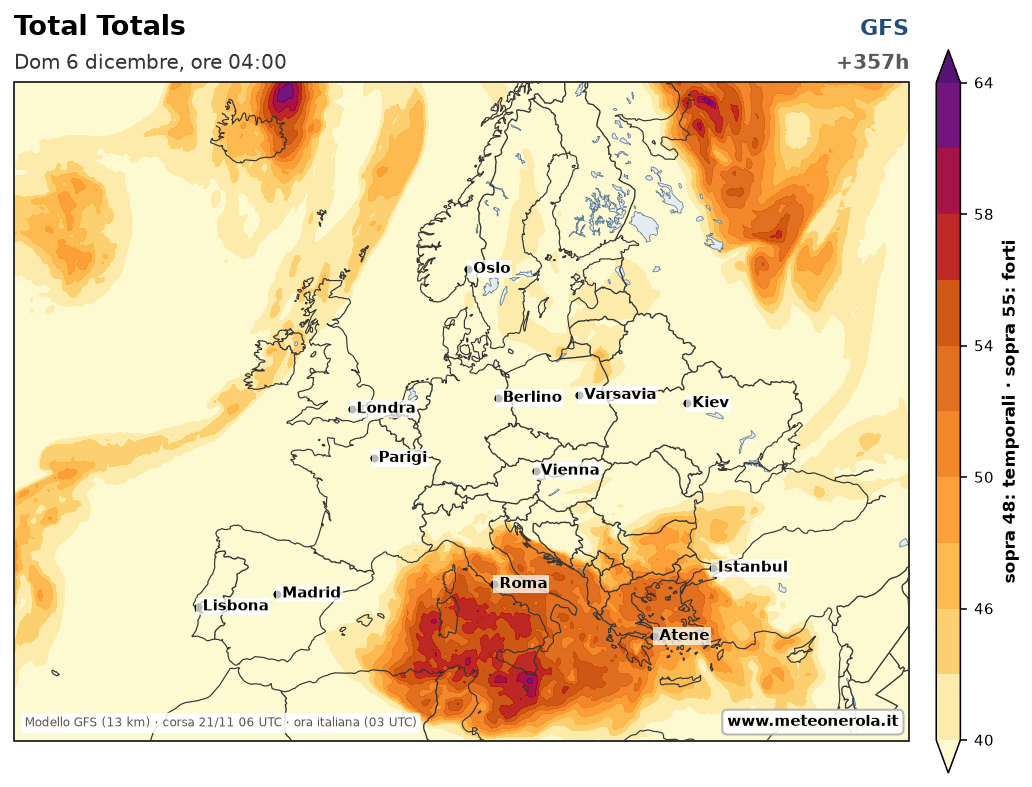 Total Totals
GFS
Dom 6 dicembre, ore 04:00
+357h
64
58
54
50
46
40
sopra 48: temporali · sopra 55: forti
Oslo
Londra
Berlino
Varsavia
Kiev
Parigi
Vienna
Istanbul
Roma
Madrid
Lisbona
Atene
Modello GFS (13 km) · corsa 21/11 06 UTC · ora italiana (03 UTC)
www.meteonerola.it